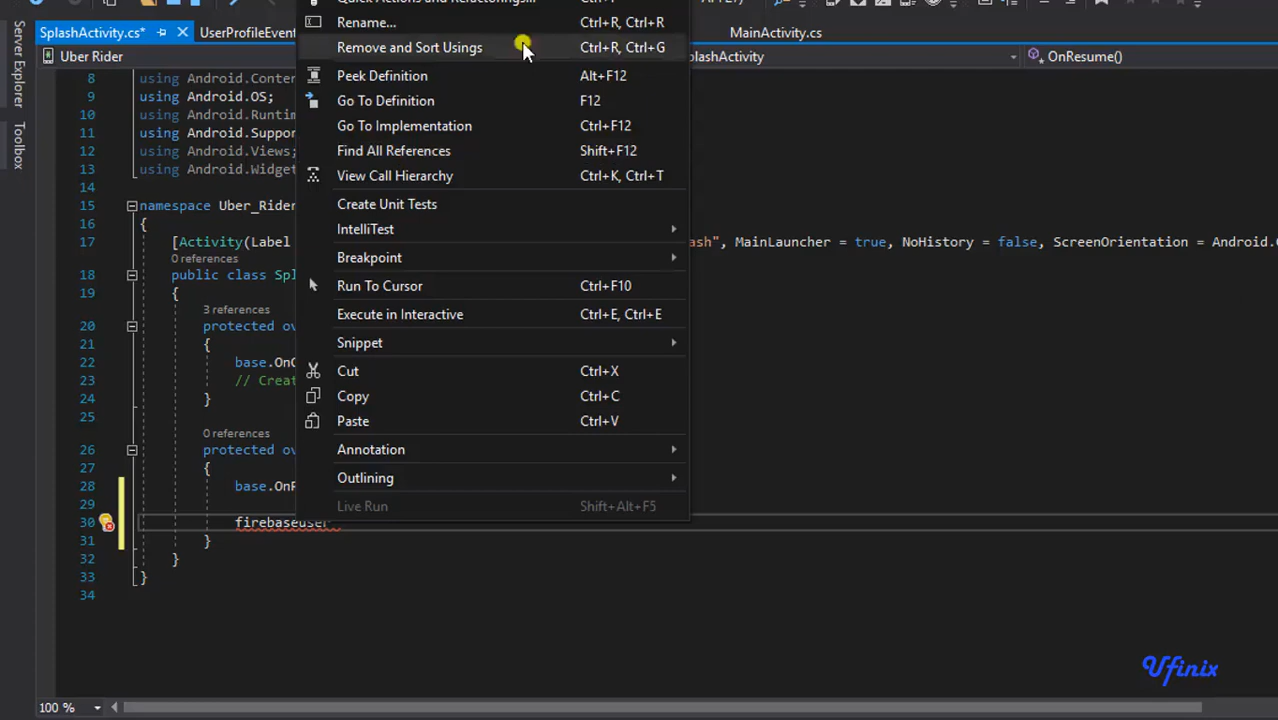 Rename... Ctrl+R, Ctrl+R
SplashActivity.cs* UserProfileEvent MainActivity.cs
Remove and Sort Usings Ctrl+R, Ctrl+G
Uber Rider plashActivity OnResume()
Server Explorer
Toolbox
8 using Android.Conter
Peek Definition Alt+F12
9 using Android.OS;
Go To Definition F12
10 using Android.Runtim
11 using Android.Suppor
Go To Implementation Ctrl+F12
12 using Android.Views;
Find All References Shift+F12
13 using Android.Widget
View Call Hierarchy Ctrl+K, Ctrl+T
14
15 namespace Uber_Rider
Create Unit Tests
16 {
IntelliTest
17 [Activity(Label ash", MainLauncher = true, NoHistory = false, ScreenOrientation = Android.
0 references
Breakpoint
18 public class Spl
Run To Cursor Ctrl+F10
19 {
3 references
Execute in Interactive Ctrl+E, Ctrl+E
20 protected ov
21 {
Snippet
22 base.OnC
Cut Ctrl+X
23 // Creat
24 }
Copy Ctrl+C
25
Paste Ctrl+V
0 references
26 protected ov
Annotation
27 {
Outlining
28 base.OnR
29
Live Run Shift+Alt+F5
30 firebaseuser
31 }
32 }
33 }
34
Ufinix
100 %